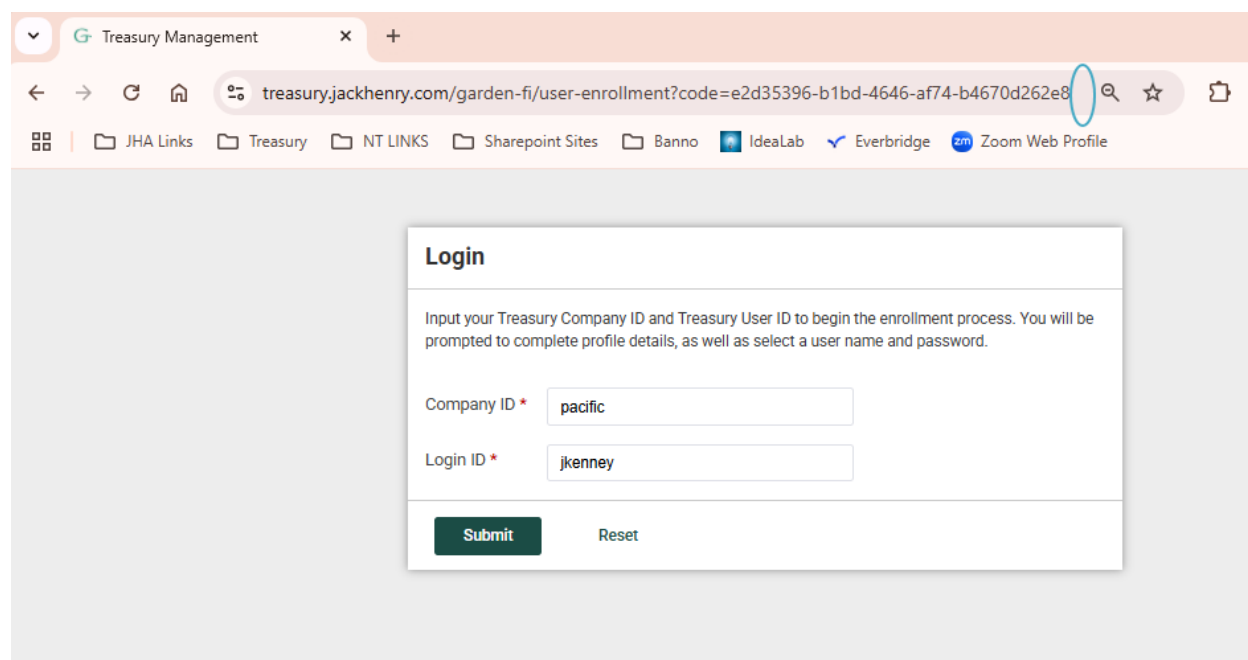 Treasury Management
treasury.jackhenry.com/garden-fi/user-enrollment?code=e2d35396-b1bd-4646-af74-b4670d262e8
JHA Links Treasury NT LINKS Sharepoint Sites Banno IdeaLab Everbridge zm Zoom Web Profile
Login
Input your Treasury Company ID and Treasury User ID to begin the enrollment process. You will be
prompted to complete profile details, as well as select a user name and password.
Company ID * pacific
Login ID * jkenney
Submit Reset